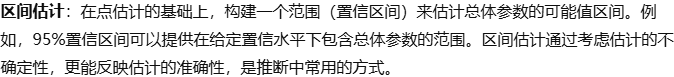 区间估计：在点估计的基础上，构建一个范围（置信区间）来估计总体参数的可能值区间。例
如，95%置信区间可以提供在给定置信水平下包含总体参数的范围。区间估计通过考虑估计的不
确定性，更能反映估计的准确性，是推断中常用的方式。